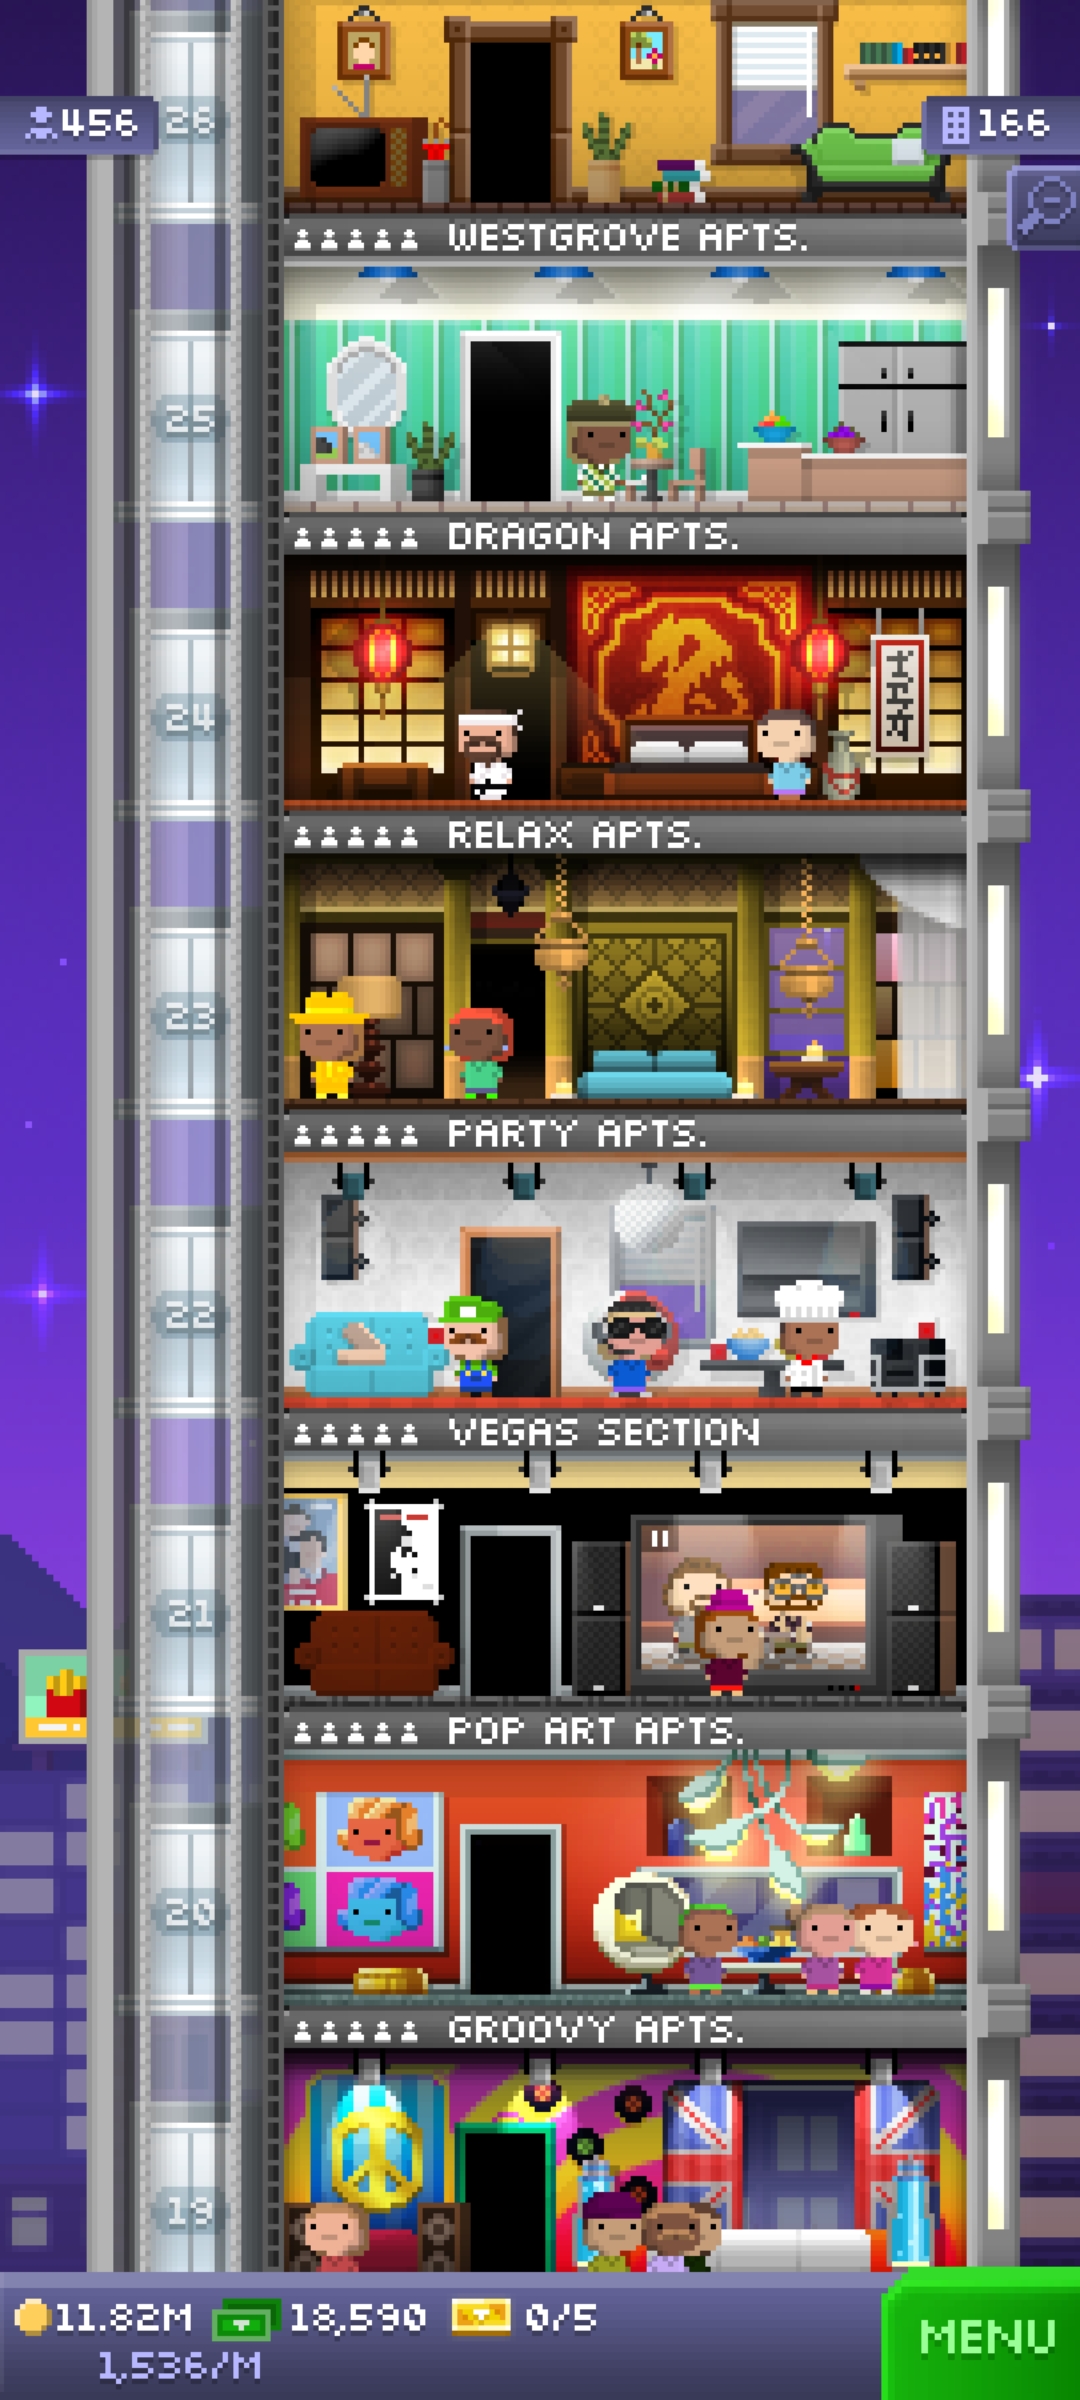 456
26
166
WESTGROVE APTS.
25
DRAGON APTS.
24
RELAX APTS.
23
PARTY APTS.
22
VEGAS SECTION
21
POP ART APTS.
20
GROOVY APTS.
19
11.82M 18,590 0/5
1,536/M
MENU